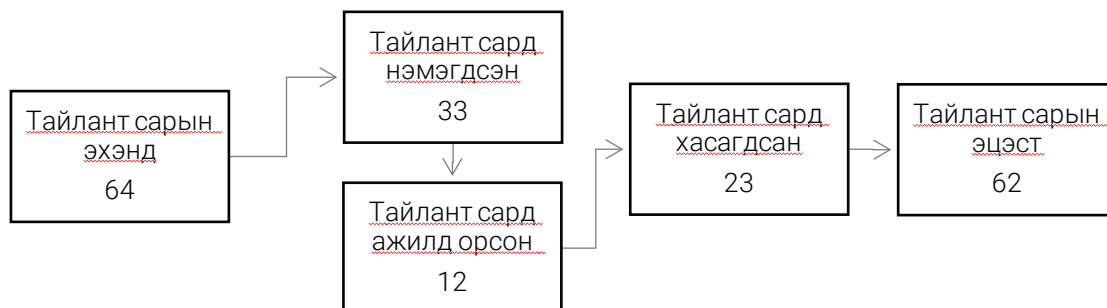 Тайлант сарын
эхэнд
64
Тайлант сард
нэмэгдсэн
33
Тайлант сард
ажилд орсон
12
Тайлант сард
хасагдсан
23
Тайлант сарын
эцэст
62